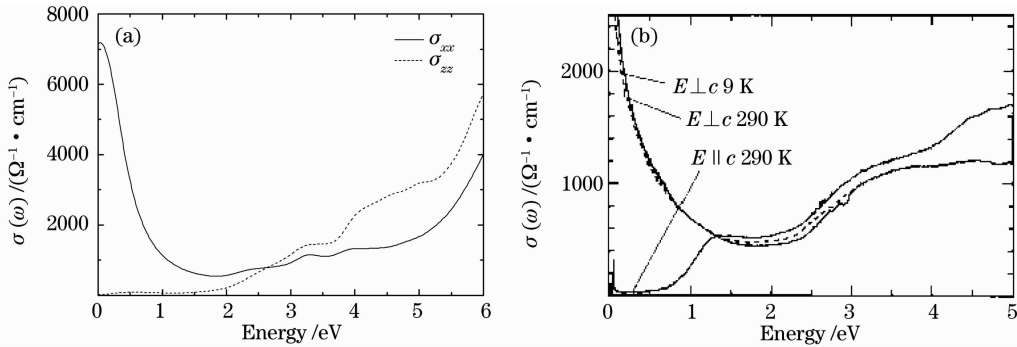 8000
6000
4000
2000
0 1 2 3 4 5 6
Energy /eV
σ (ω) /(Ω⁻¹ • cm⁻¹)
(a)
σxx
σzz
2000
1000
0 1 2 3 4 5
Energy /eV
σ (ω) /(Ω⁻¹ • cm⁻¹)
(b)
E⊥c 9 K
E⊥c 290 K
E || c 290 K